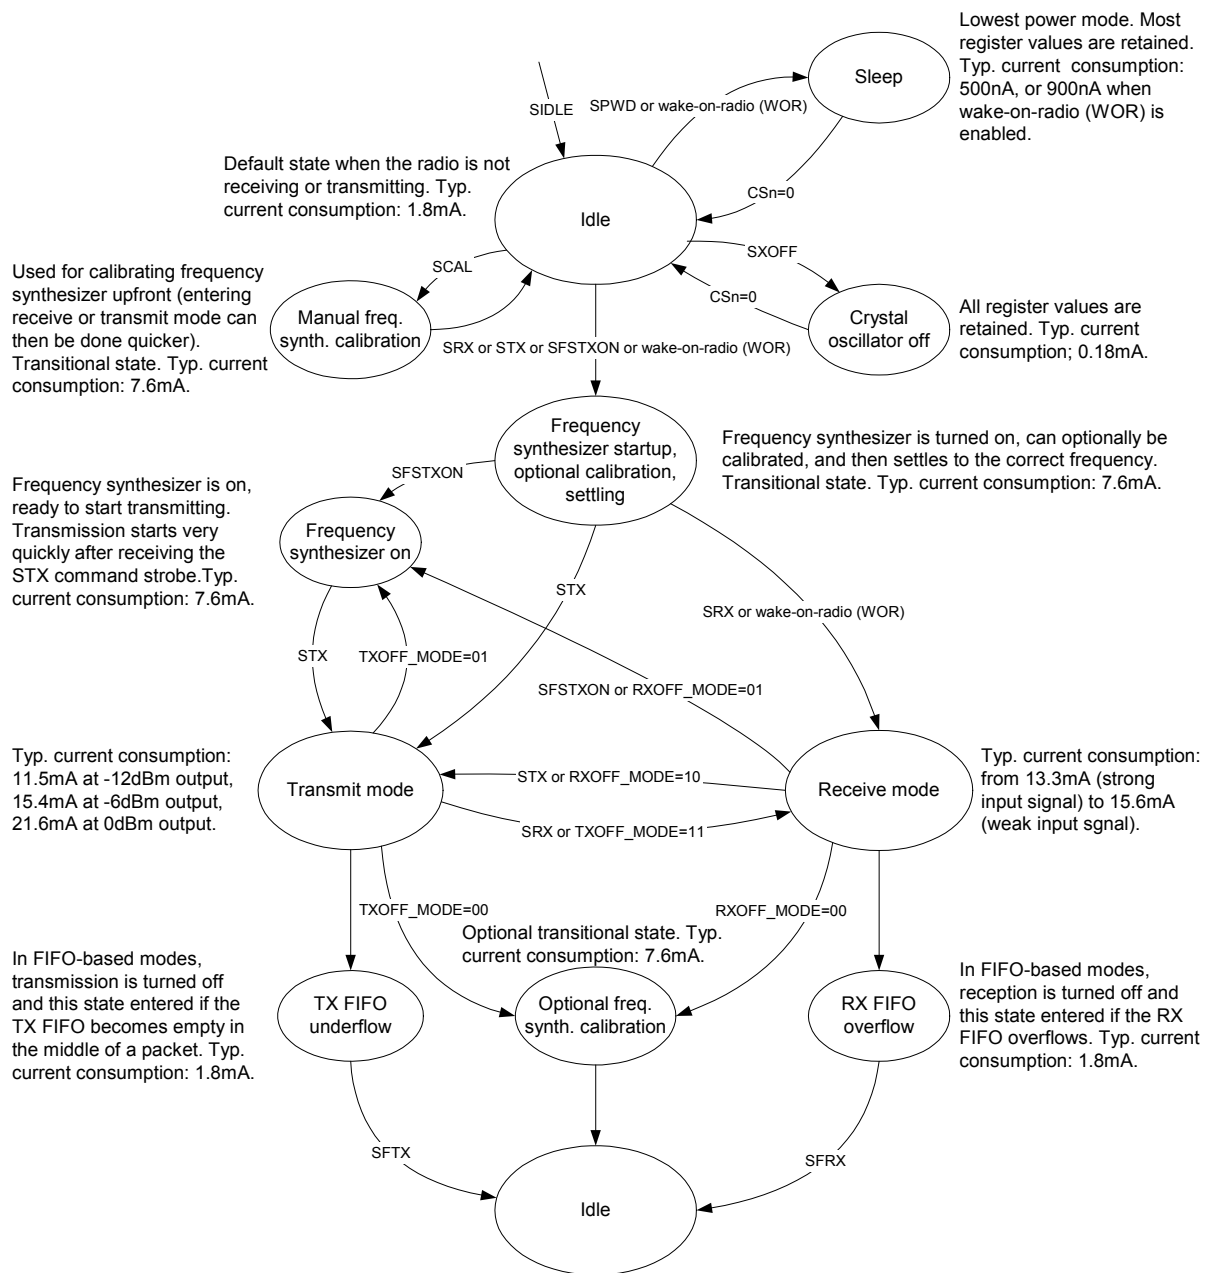 Lowest power mode. Most
register values are retained.
Typ. current  consumption:
500nA, or 900nA when
wake-on-radio (WOR) is
enabled.
Sleep
SIDLE
SPWD or wake-on-radio (WOR)
Default state when the radio is not
receiving or transmitting. Typ.
current consumption: 1.8mA.
CSn=0
Idle
SXOFF
SCAL
CSn=0
Used for calibrating frequency
synthesizer upfront (entering
receive or transmit mode can
then be done quicker).
Transitional state. Typ. current
consumption: 7.6mA.
Manual freq.
synth. calibration
Crystal
oscillator off
All register values are
retained. Typ. current
consumption; 0.18mA.
SRX or STX or SFSTXON or wake-on-radio (WOR)
Frequency
synthesizer startup,
optional calibration,
settling
Frequency synthesizer is turned on, can optionally be
calibrated, and then settles to the correct frequency.
Transitional state. Typ. current consumption: 7.6mA.
SFSTXON
Frequency synthesizer is on,
ready to start transmitting.
Transmission starts very
quickly after receiving the
STX command strobe.Typ.
current consumption: 7.6mA.
Frequency
synthesizer on
STX
SRX or wake-on-radio (WOR)
STX
TXOFF_MODE=01
SFSTXON or RXOFF_MODE=01
Typ. current consumption:
11.5mA at -12dBm output,
15.4mA at -6dBm output,
21.6mA at 0dBm output.
Transmit mode
STX or RXOFF_MODE=10
SRX or TXOFF_MODE=11
Receive mode
Typ. current consumption:
from 13.3mA (strong
input signal) to 15.6mA
(weak input sgnal).
TXOFF_MODE=00
RXOFF_MODE=00
Optional transitional state. Typ.
current consumption: 7.6mA.
In FIFO-based modes,
transmission is turned off
and this state entered if the
TX FIFO becomes empty in
the middle of a packet. Typ.
current consumption: 1.8mA.
TX FIFO
underflow
Optional freq.
synth. calibration
RX FIFO
overflow
In FIFO-based modes,
reception is turned off and
this state entered if the RX
FIFO overflows. Typ. current
consumption: 1.8mA.
SFTX
SFRX
Idle